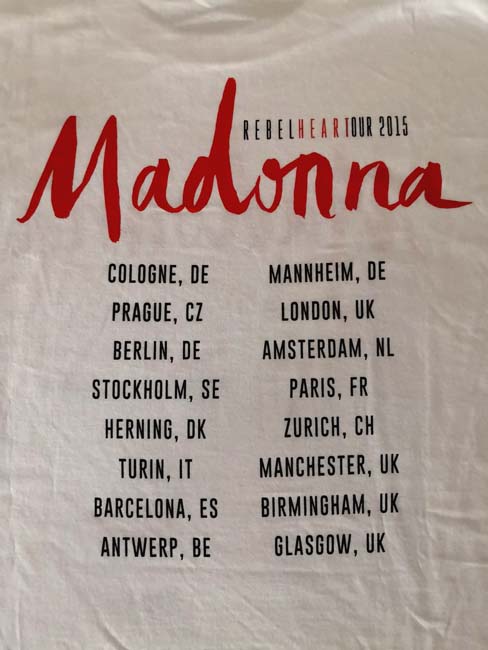 REBELHEARTOUR 2015
Madonna
COLOGNE, DE
PRAGUE, CZ
BERLIN, DE
STOCKHOLM, SE
HERNING, DK
TURIN, IT
BARCELONA, ES
ANTWERP, BE
MANNHEIM, DE
LONDON, UK
AMSTERDAM, NL
PARIS, FR
ZURICH, CH
MANCHESTER, UK
BIRMINGHAM, UK
GLASGOW, UK